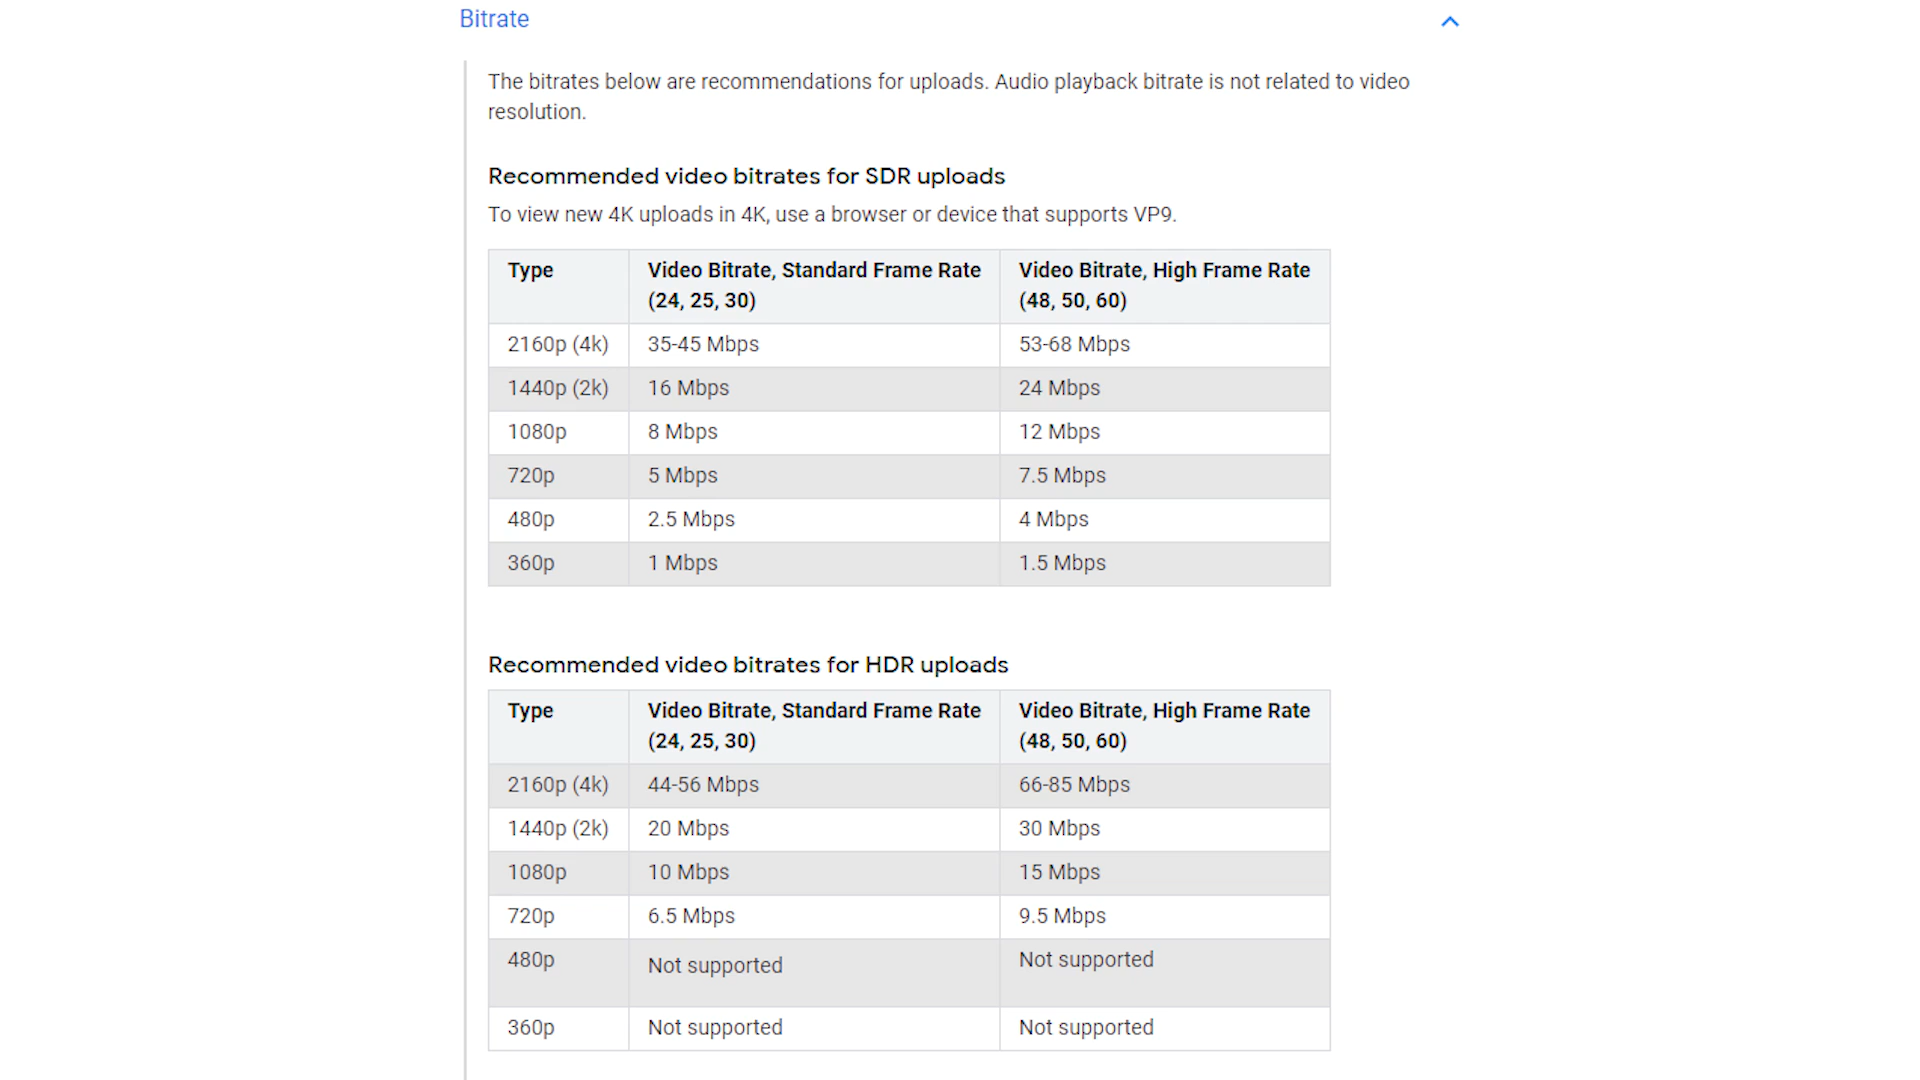 Bitrate
The bitrates below are recommendations for uploads. Audio playback bitrate is not related to video
resolution.
Recommended video bitrates for SDR uploads
To view new 4K uploads in 4K, use a browser or device that supports VP9.
Type Video Bitrate, Standard Frame Rate Video Bitrate, High Frame Rate
(24, 25, 30) (48, 50, 60)
2160p (4k) 35-45 Mbps 53-68 Mbps
1440p (2k) 16 Mbps 24 Mbps
1080p 8 Mbps 12 Mbps
720p 5 Mbps 7.5 Mbps
480p 2.5 Mbps 4 Mbps
360p 1 Mbps 1.5 Mbps
Recommended video bitrates for HDR uploads
Type Video Bitrate, Standard Frame Rate Video Bitrate, High Frame Rate
(24, 25, 30) (48, 50, 60)
2160p (4k) 44-56 Mbps 66-85 Mbps
1440p (2k) 20 Mbps 30 Mbps
1080p 10 Mbps 15 Mbps
720p 6.5 Mbps 9.5 Mbps
480p Not supported Not supported
360p Not supported Not supported